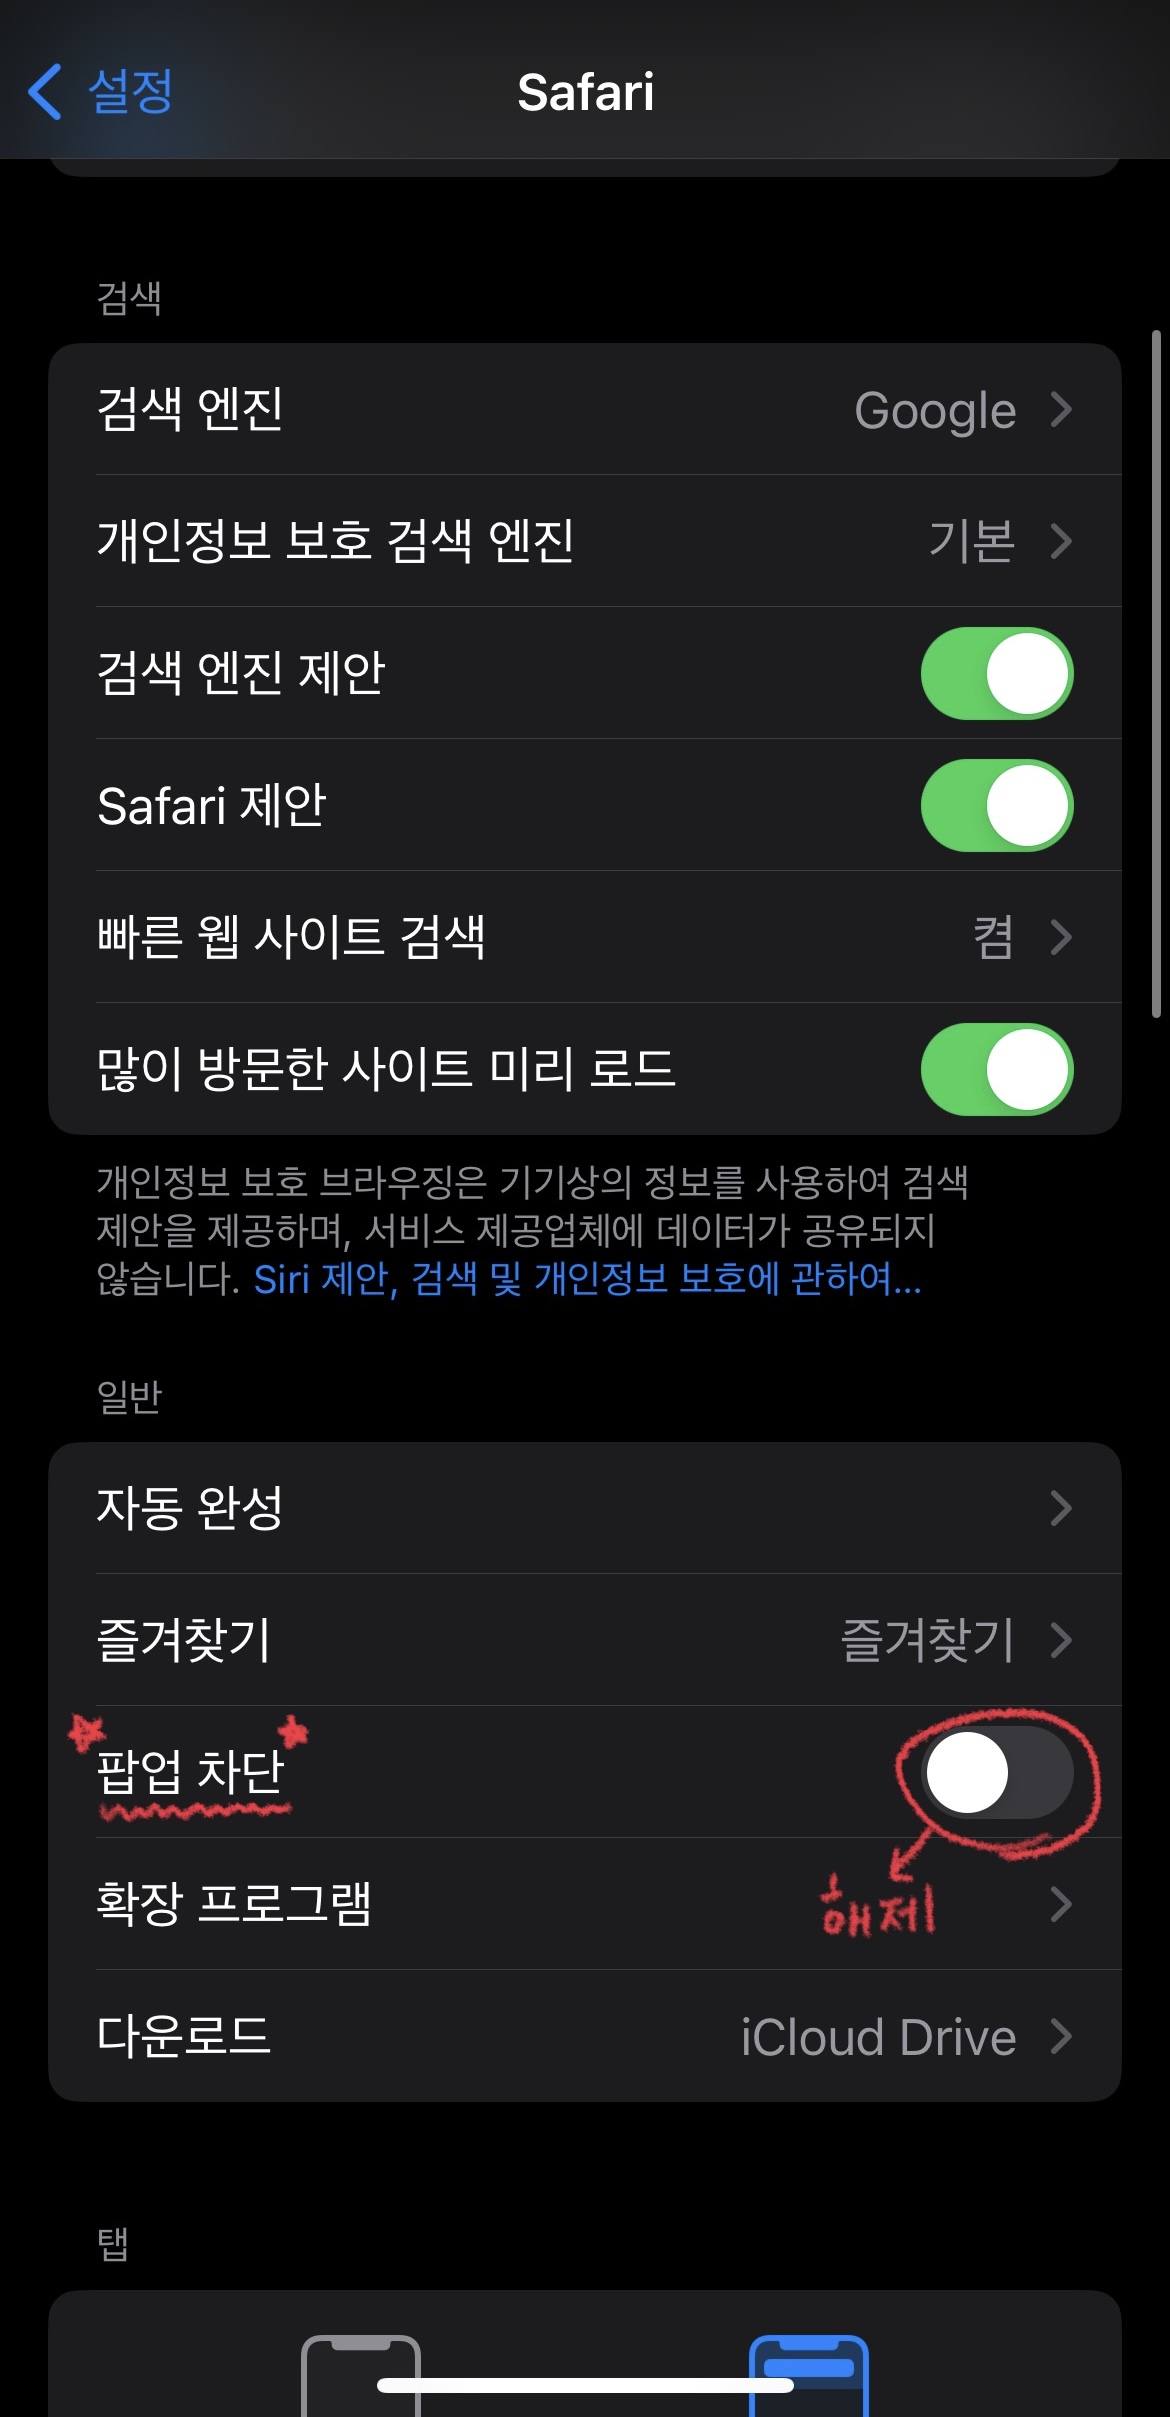 설정
Safari
검색
검색 엔진 Google
개인정보 보호 검색 엔진 기본
검색 엔진 제안
Safari 제안
빠른 웹 사이트 검색 켬
많이 방문한 사이트 미리 로드
개인정보 보호 브라우징은 기기상의 정보를 사용하여 검색
제안을 제공하며, 서비스 제공업체에 데이터가 공유되지
않습니다. Siri 제안, 검색 및 개인정보 보호에 관하여...
일반
자동 완성
즐겨찾기 즐겨찾기
팝업 차단
해제
확장 프로그램
다운로드 iCloud Drive
탭